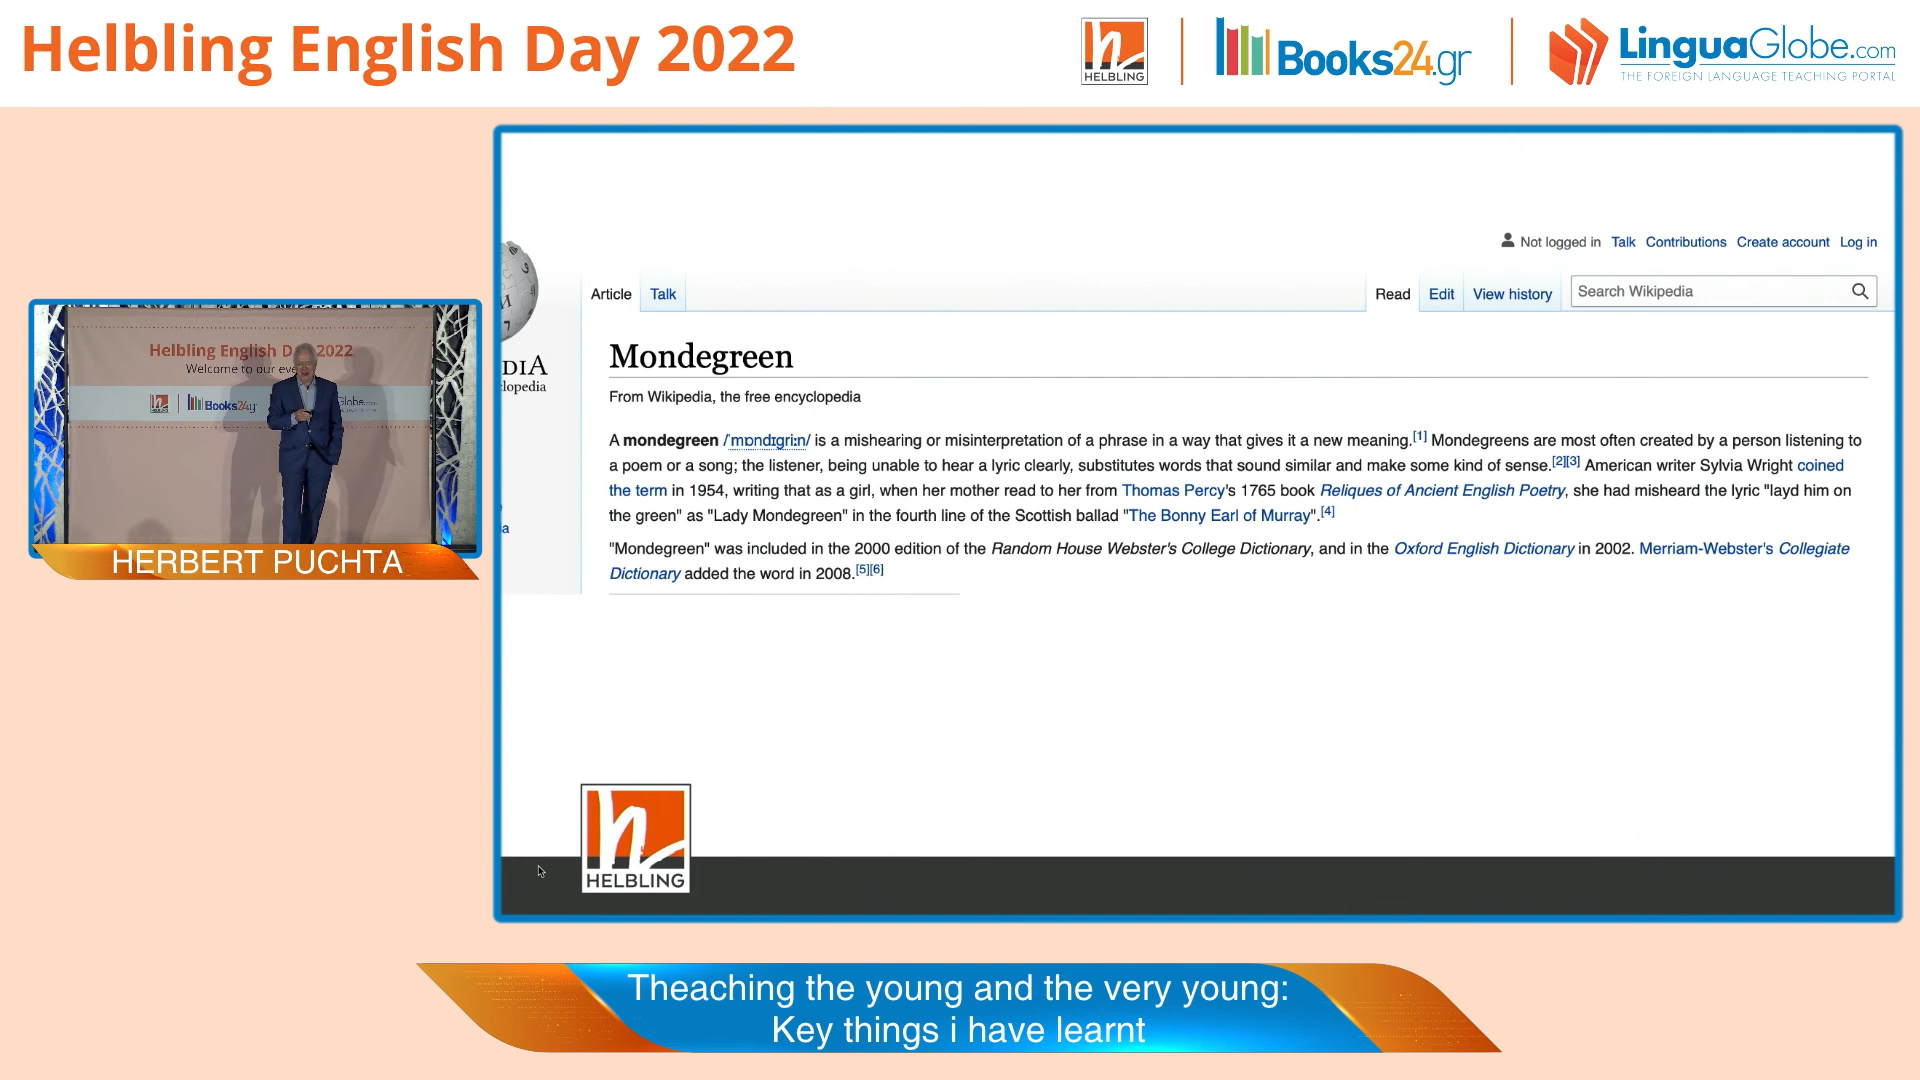 Helbling English Day 2022
HELBLING
Books24.gr
LinguaGlobe.com
THE FOREIGN LANGUAGE TEACHING PORTAL
Helbling English D 2022
Welcome to our eve
Books24.gr
Globe.com
HERBERT PUCHTA
Not logged in Talk Contributions Create account Log in
Article Talk Read Edit View history Search Wikipedia
DIA
clopedia
Mondegreen
From Wikipedia, the free encyclopedia
A mondegreen /ˈmɒndɪɡriːn/ is a mishearing or misinterpretation of a phrase in a way that gives it a new meaning.[1] Mondegreens are most often created by a person listening to
a poem or a song; the listener, being unable to hear a lyric clearly, substitutes words that sound similar and make some kind of sense.[2][3] American writer Sylvia Wright coined
the term in 1954, writing that as a girl, when her mother read to her from Thomas Percy's 1765 book Reliques of Ancient English Poetry, she had misheard the lyric "layd him on
the green" as "Lady Mondegreen" in the fourth line of the Scottish ballad "The Bonny Earl of Murray".[4]
a
"Mondegreen" was included in the 2000 edition of the Random House Webster's College Dictionary, and in the Oxford English Dictionary in 2002. Merriam-Webster's Collegiate
Dictionary added the word in 2008.[5][6]
HELBLING
Theaching the young and the very young:
Key things i have learnt